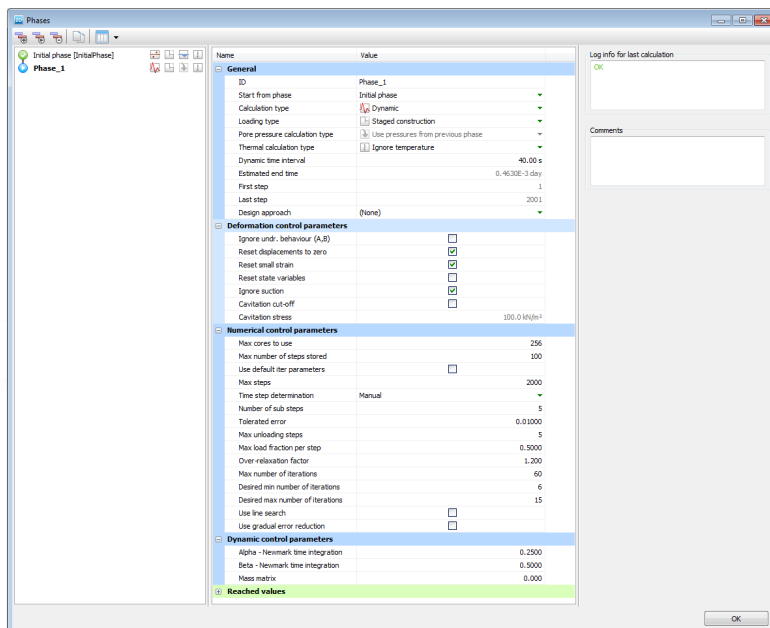 Phases
Initial phase [InitialPhase]
Phase_1
Name Value
General
ID Phase_1
Start from phase Initial phase
Calculation type Dynamic
Loading type Staged construction
Pore pressure calculation type Use pressures from previous phase
Thermal calculation type Ignore temperature
Dynamic time interval 40.00 s
Estimated end time 0.4630E-3 day
First step 1
Last step 2001
Design approach (None)
Deformation control parameters
Ignore undr. behaviour (A,B)
Reset displacements to zero
Reset small strain
Reset state variables
Ignore suction
Cavitation cut-off
Cavitation stress 100.0 kN/m²
Numerical control parameters
Max cores to use 256
Max number of steps stored 100
Use default iter parameters
Max steps 2000
Time step determination Manual
Number of sub steps 5
Tolerated error 0.01000
Max unloading steps 5
Max load fraction per step 0.5000
Over-relaxation factor 1.200
Max number of iterations 60
Desired min number of iterations 6
Desired max number of iterations 15
Use line search
Use gradual error reduction
Dynamic control parameters
Alpha - Newmark time integration 0.2500
Beta - Newmark time integration 0.5000
Mass matrix 0.000
Reached values
Log info for last calculation
OK
Comments
OK